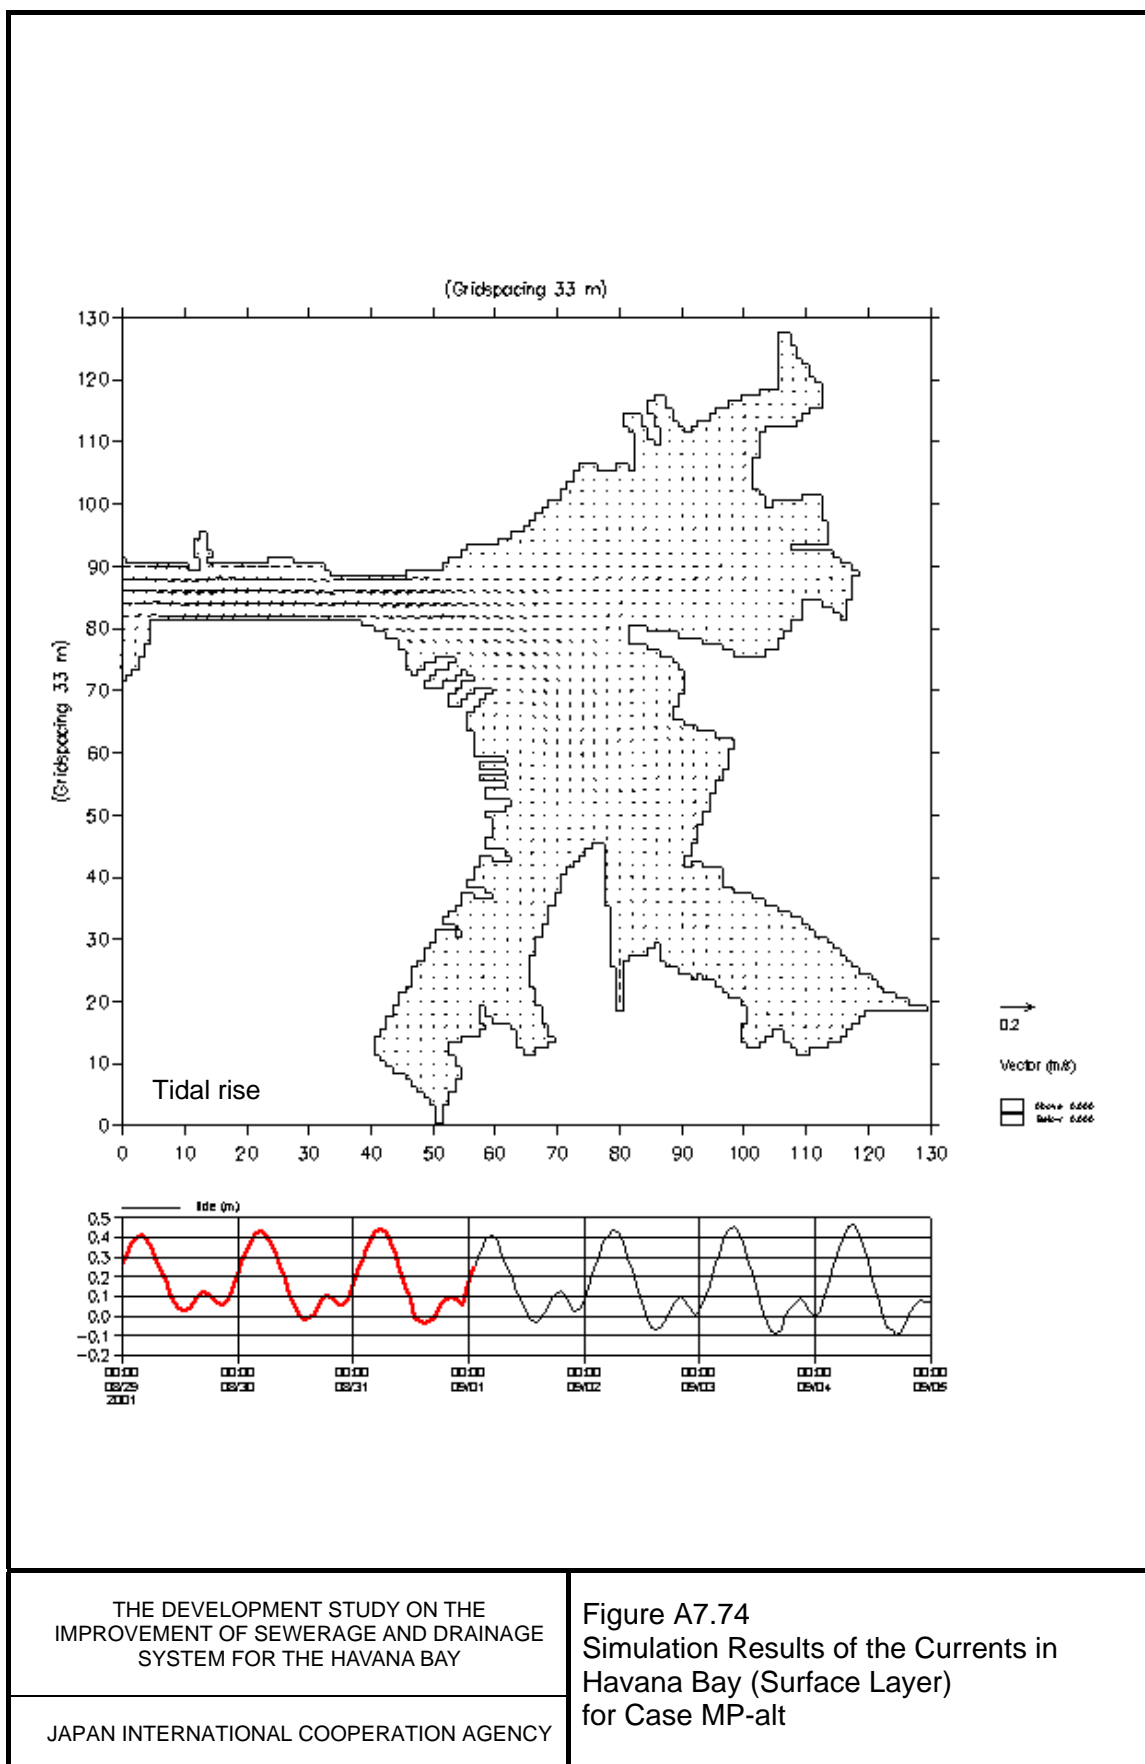 (Gridspacing 33 m)
130
120
110
100
90
80
70
60
50
40
30
20
10
0
(Gridspacing 33 m)
Tidal rise
0 10 20 30 40 50 60 70 80 90 100 110 120 130
0.2
Vector (m/s)
tide (m)
0.5
0.4
0.3
0.2
0.1
0.0
-0.1
-0.2
00:00 00:00 00:00 00:00 00:00 00:00 00:00 00:00
08/29 08/30 08/31 09/01 09/02 09/03 09/04 09/05
2001
THE DEVELOPMENT STUDY ON THE
IMPROVEMENT OF SEWERAGE AND DRAINAGE
SYSTEM FOR THE HAVANA BAY
JAPAN INTERNATIONAL COOPERATION AGENCY
Figure A7.74
Simulation Results of the Currents in
Havana Bay (Surface Layer)
for Case MP-alt